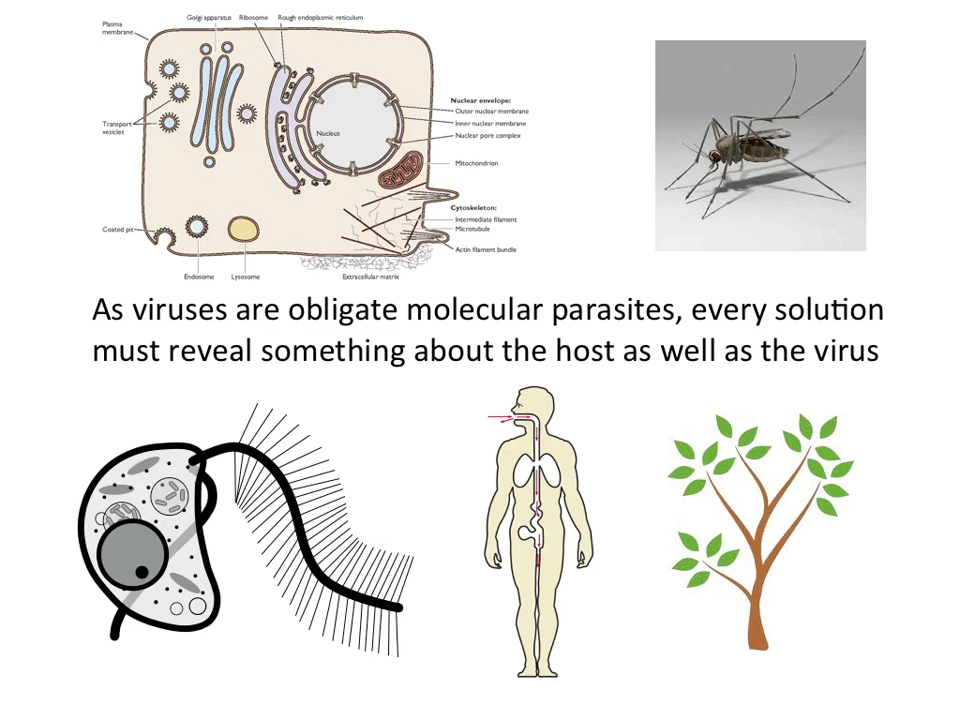 Golgi apparatus
Ribosome
Rough endoplasmic reticulum
Plasma
membrane
Transport
vesicles
Nucleus
Nuclear envelope:
Outer nuclear membrane
Inner nuclear membrane
Nuclear pore complex
Mitochondrion
Cytoskeleton:
Intermediate filament
Microtubule
Actin filament bundle
Coated pit
Endosome
Lysosome
Extracellular matrix
As viruses are obligate molecular parasites, every solution
must reveal something about the host as well as the virus